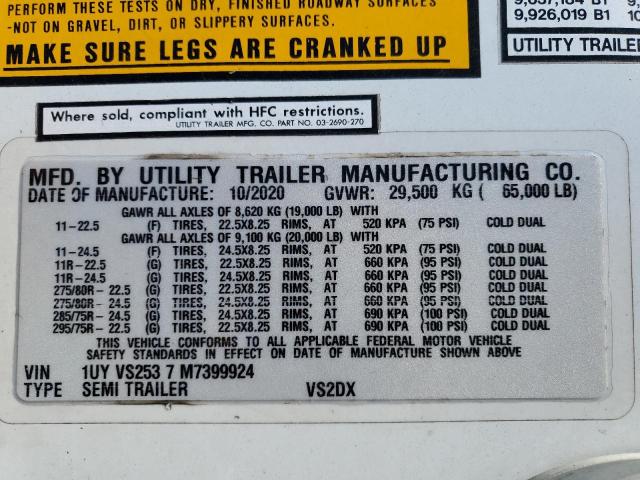 PERFORM THESE TESTS ON DRY, FINISHED ROADWAY SURFACES
-NOT ON GRAVEL, DIRT, OR SLIPPERY SURFACES.
MAKE SURE LEGS ARE CRANKED UP
9,926,019 B1
UTILITY TRAILER
Where sold, compliant with HFC restrictions.
UTILITY TRAILER MFG. CO. PART NO. 03-2690-270
MFD. BY UTILITY TRAILER MANUFACTURING CO.
DATE OF MANUFACTURE: 10/2020 GVWR: 29,500 KG ( 65,000 LB)
GAWR ALL AXLES OF 8,620 KG (19,000 LB) WITH
11-22.5 (F) TIRES, 22.5X8.25 RIMS, AT 520 KPA (75 PSI) COLD DUAL
GAWR ALL AXLES OF 9,100 KG (20,000 LB) WITH
11-24.5 (F) TIRES, 24.5X8.25 RIMS, AT 520 KPA (75 PSI) COLD DUAL
11R-22.5 (G) TIRES, 22.5X8.25 RIMS, AT 660 KPA (95 PSI) COLD DUAL
11R-24.5 (G) TIRES, 24.5X8.25 RIMS, AT 660 KPA (95 PSI) COLD DUAL
275/80R- 22.5 (G) TIRES, 22.5X8.25 RIMS, AT 660 KPA (95 PSI) COLD DUAL
275/80R- 24.5 (G) TIRES, 24.5X8.25 RIMS, AT 660 KPA (95 PSI) COLD DUAL
285/75R- 24.5 (G) TIRES, 24.5X8.25 RIMS, AT 690 KPA (100 PSI) COLD DUAL
295/75R- 22.5 (G) TIRES, 22.5X8.25 RIMS, AT 690 KPA (100 PSI) COLD DUAL
THIS VEHICLE CONFORMS TO ALL APPLICABLE FEDERAL MOTOR VEHICLE
SAFETY STANDARDS IN EFFECT ON DATE OF MANUFACTURE SHOWN ABOVE
VIN 1UY VS253 7 M7399924
TYPE SEMI TRAILER VS2DX